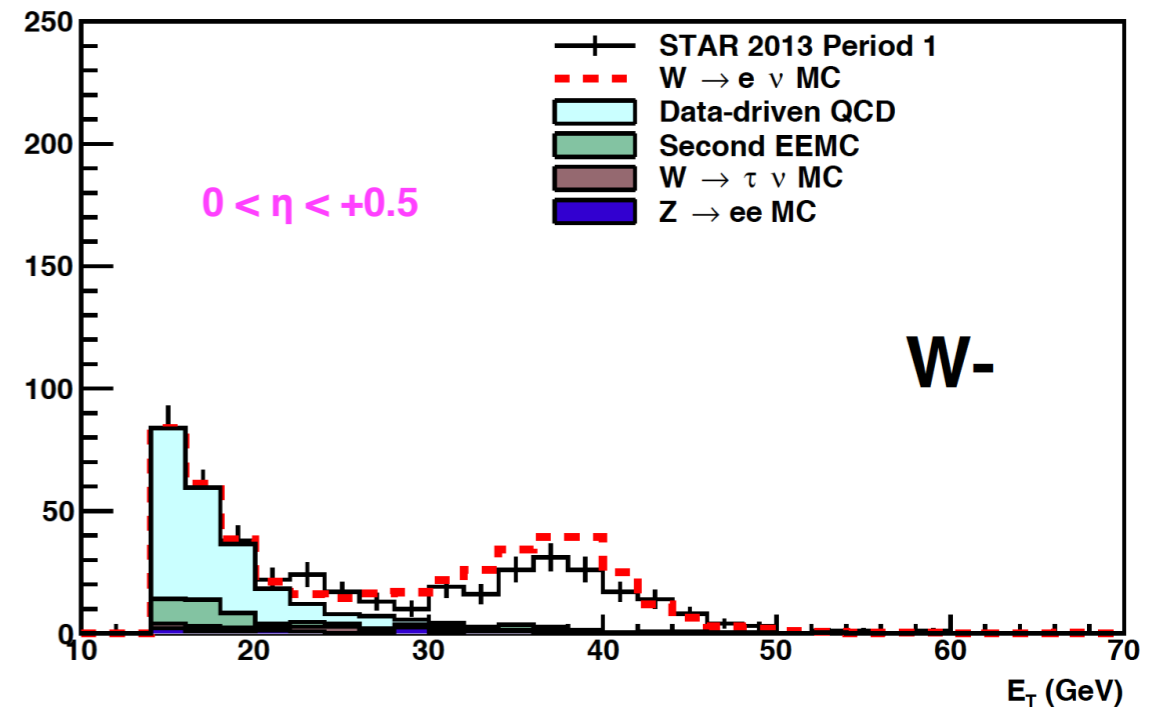 250
200
150
100
50
0
10 20 30 40 50 60 70
STAR 2013 Period 1
W → e ν MC
Data-driven QCD
Second EEMC
W → τ ν MC
Z → ee MC
0 < η < +0.5
W-
E_T (GeV)